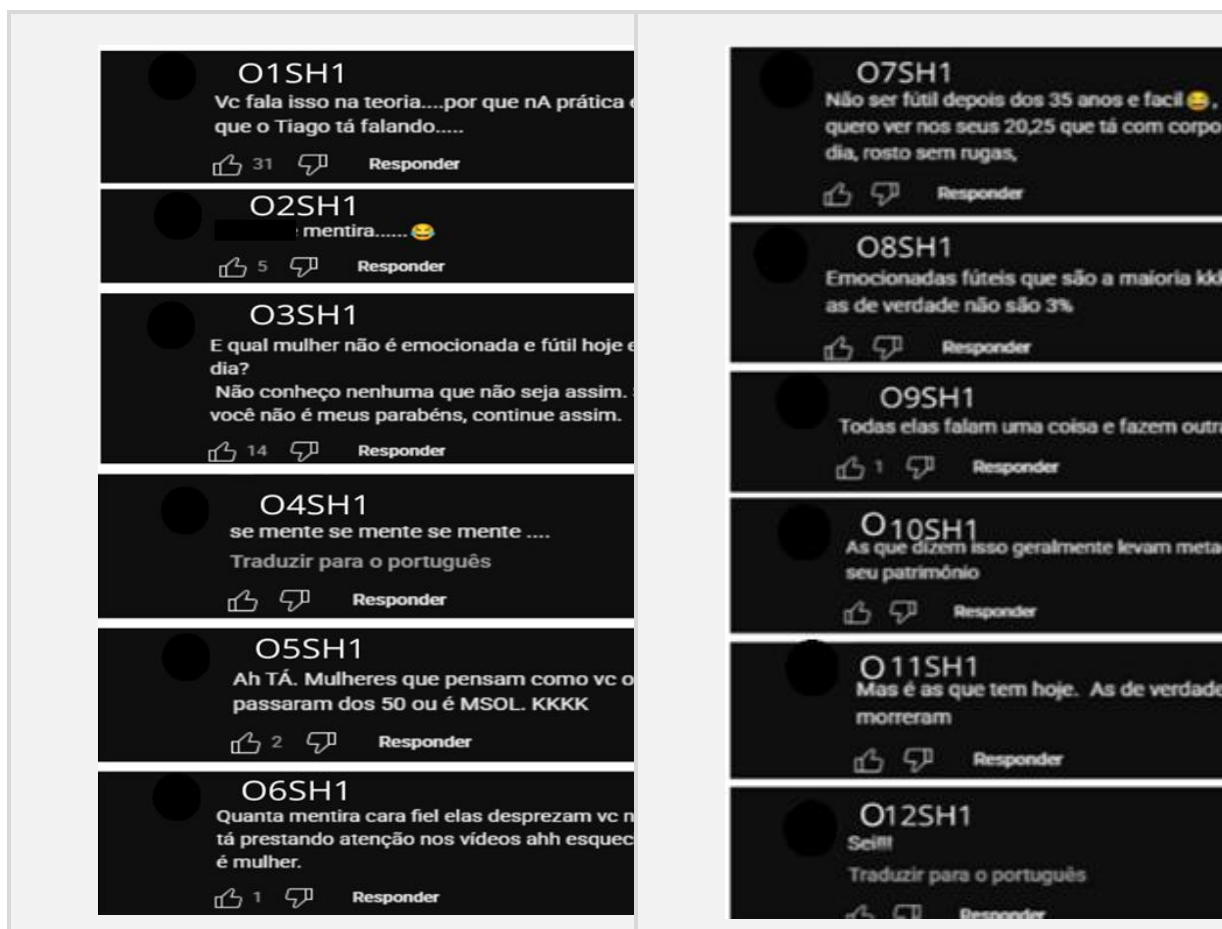 O1SH1
Vc fala isso na teoria....por que nA prática
que o Tiago tá falando.....
31 Responder
O2SH1
mentira...... 😂
5 Responder
O3SH1
E qual mulher não é emocionada e fútil hoje
dia?
Não conheço nenhuma que não seja assim.
você não é meus parabéns, continue assim.
14 Responder
O4SH1
se mente se mente se mente ....
Traduzir para o português
Responder
O5SH1
Ah TÁ. Mulheres que pensam como vc o
passaram dos 50 ou é MSOL. KKKK
2 Responder
O6SH1
Quanta mentira cara fiel elas desprezam vc n
tá prestando atenção nos vídeos ahh esquec
é mulher.
1 Responder
O7SH1
Não ser fútil depois dos 35 anos e facil 😂,
quero ver nos seus 20,25 que tá com corpo
dia, rosto sem rugas,
Responder
O8SH1
Emocionadas fúteis que são a maioria kkk
as de verdade não são 3%
Responder
O9SH1
Todas elas falam uma coisa e fazem outra
1 Responder
O10SH1
As que dizem isso geralmente levam meta
seu patrimônio
Responder
O11SH1
Mas é as que tem hoje. As de verdade
morreram
Responder
O12SH1
Sei!!!
Traduzir para o português
Responder